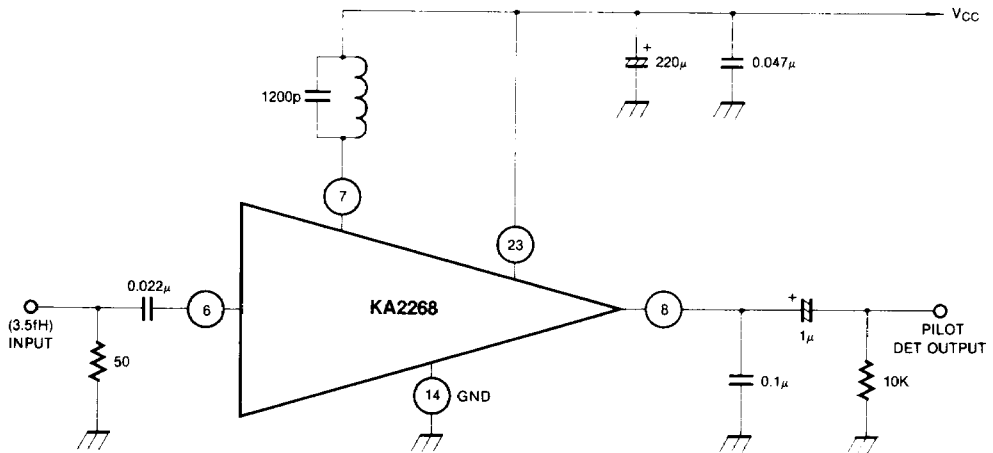 VCC
+
220μ
0.047μ
1200p
7
23
0.022μ
KA2268
6
8
+
(3.5fH)
INPUT
1μ
PILOT
DET OUTPUT
50
14
GND
0.1μ
10K